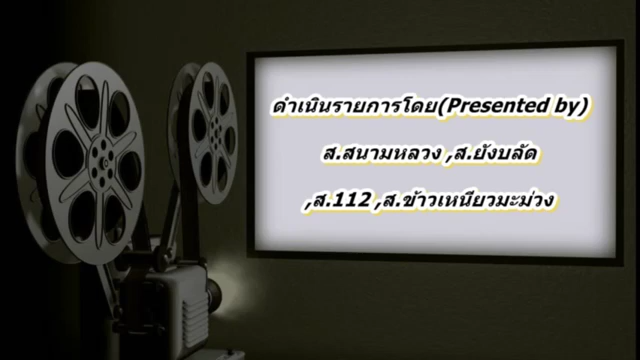 ดำเนินรายการโดย(Presented by)
ส.สนามหลวง ,ส.ยังบลัด
,ส.112 ,ส.ข้าวเหนียวมะม่วง